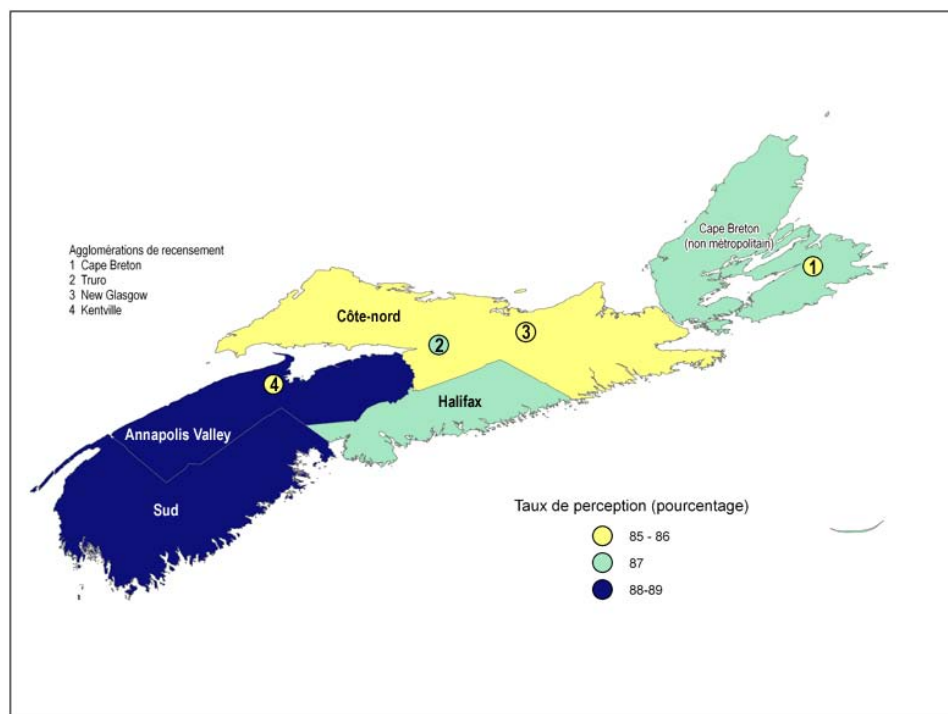 Cape Breton
(non métropolitain)
1
Agglomérations de recensement
1 Cape Breton
2 Truro
3 New Glasgow
4 Kentville
Côte-nord
3
2
4
Halifax
Annapolis Valley
Sud
Taux de perception (pourcentage)
85 - 86
87
88-89